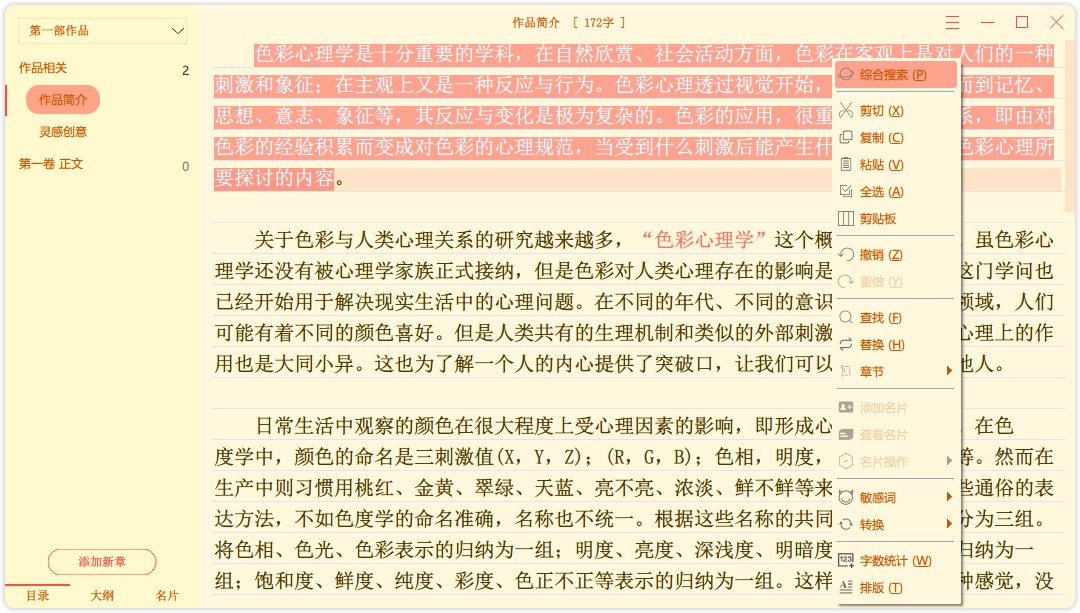 第一部作品
作品简介 [ 172字 ]
作品相关 2
作品简介
灵感创意
第一卷 正文 0
添加新章
目录 大纲 名片
色彩心理学是十分重要的学科，在自然欣赏、社会活动方面，色彩在客观上是对人们的一种
刺激和象征；在主观上又是一种反应与行为。色彩心理透过视觉开始， 而到记忆、
思想、意志、象征等，其反应与变化是极为复杂的。色彩的应用，很重 系，即由对
色彩的经验积累而变成对色彩的心理规范，当受到什么刺激后能产生什 色彩心理所
要探讨的内容。
关于色彩与人类心理关系的研究越来越多，“色彩心理学”这个概 。虽色彩心
理学还没有被心理学家族正式接纳，但是色彩对人类心理存在的影响是 这门学问也
已经开始用于解决现实生活中的心理问题。在不同的年代、不同的意识 领域，人们
可能有着不同的颜色喜好。但是人类共有的生理机制和类似的外部刺激 心理上的作
用也是大同小异。这也为了解一个人的内心提供了突破口，让我们可以 他人。
日常生活中观察的颜色在很大程度上受心理因素的影响，即形成心 。在色
度学中，颜色的命名是三刺激值(X，Y，Z)；(R，G，B)；色相，明度， 等。然而在
生产中则习惯用桃红、金黄、翠绿、天蓝、亮不亮、浓淡、鲜不鲜等来 些通俗的表
达方法，不如色度学的命名准确，名称也不统一。根据这些名称的共同 分为三组。
将色相、色光、色彩表示的归纳为一组；明度、亮度、深浅度、明暗度 归纳为一
组；饱和度、鲜度、纯度、彩度、色正不正等表示的归纳为一组。这样 种感觉，没
综合搜索 (P)
剪切 (X)
复制 (C)
粘贴 (V)
全选 (A)
剪贴板
撤销 (Z)
重做 (Y)
查找 (F)
替换 (H)
章节
添加名片
查看名片
名片操作
敏感词
转换
123 字数统计 (W)
排版 (T)